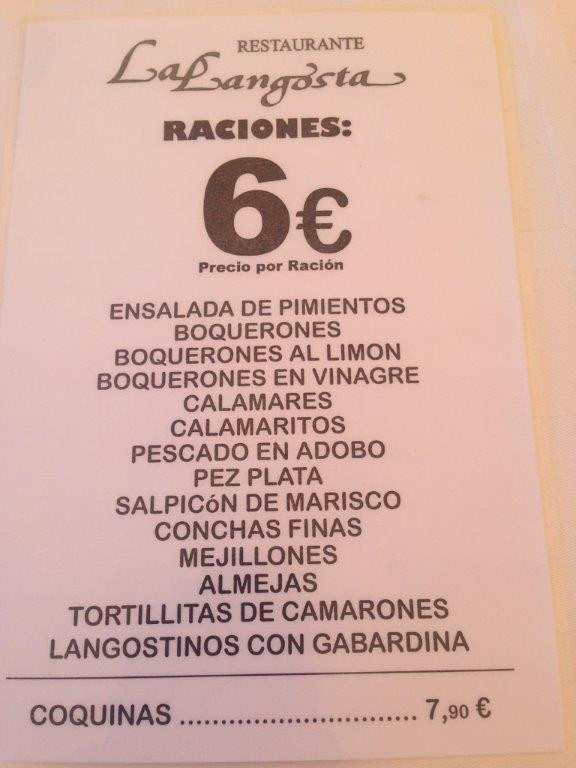 RESTAURANTE
La Langosta
RACIONES:
6€
Precio por Ración
ENSALADA DE PIMIENTOS
BOQUERONES
BOQUERONES AL LIMON
BOQUERONES EN VINAGRE
CALAMARES
CALAMARITOS
PESCADO EN ADOBO
PEZ PLATA
SALPICóN DE MARISCO
CONCHAS FINAS
MEJILLONES
ALMEJAS
TORTILLITAS DE CAMARONES
LANGOSTINOS CON GABARDINA
COQUINAS .............................. 7,90 €